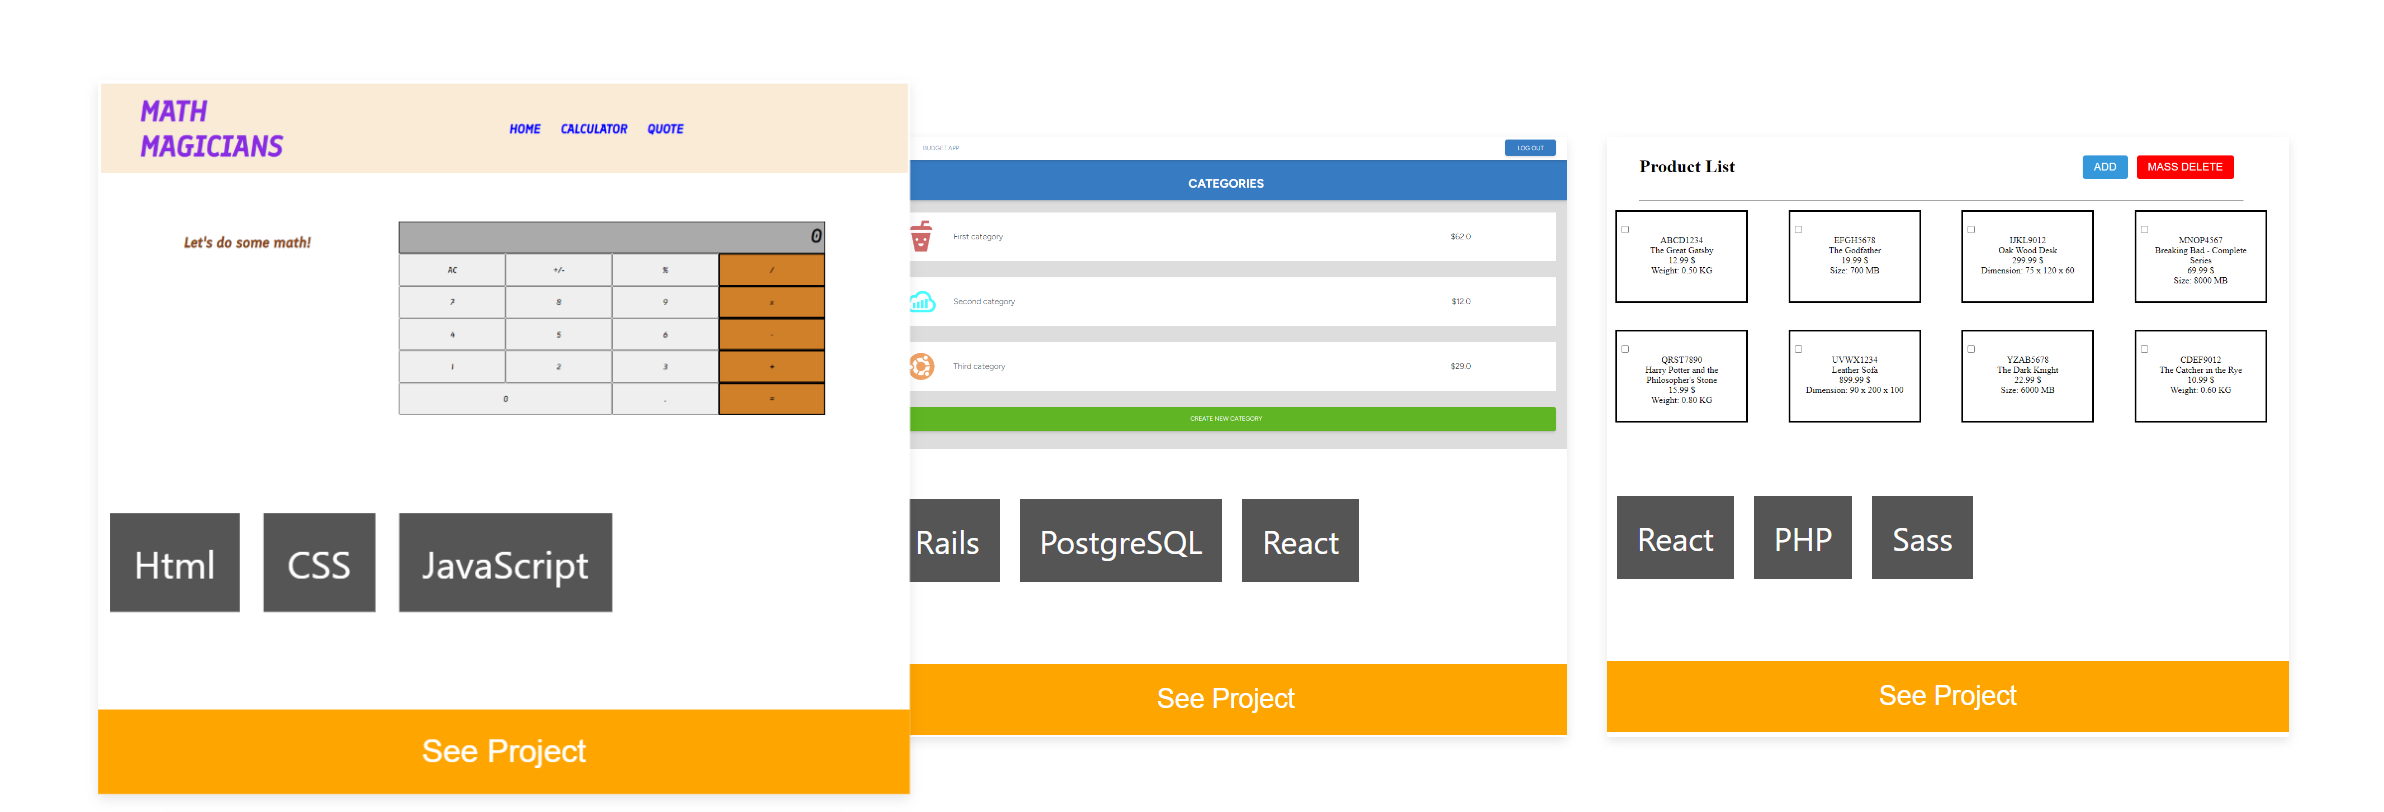 MATH
MAGICIANS
HOME CALCULATOR QUOTE
Let's do some math!
0
AC +/- % /
7 8 9 x
4 5 6 -
1 2 3 +
0 . =
Html CSS JavaScript
See Project
BUDGET APP LOG OUT
CATEGORIES
First category $62.0
Second category $12.0
Third category $29.0
CREATE NEW CATEGORY
Rails PostgreSQL React
See Project
Product List ADD MASS DELETE
ABCD1234
The Great Gatsby
12.99 $
Weight: 0.50 KG
EFGH5678
The Godfather
19.99 $
Size: 700 MB
IJKL9012
Oak Wood Desk
299.99 $
Dimension: 75 x 120 x 60
MNOP4567
Breaking Bad - Complete
Series
69.99 $
Size: 8000 MB
QRST7890
Harry Potter and the
Philosopher's Stone
15.99 $
Weight: 0.80 KG
UVWX1234
Leather Sofa
899.99 $
Dimension: 90 x 200 x 100
YZAB5678
The Dark Knight
22.99 $
Size: 6000 MB
CDEF9012
The Catcher in the Rye
10.99 $
Weight: 0.60 KG
React PHP Sass
See Project